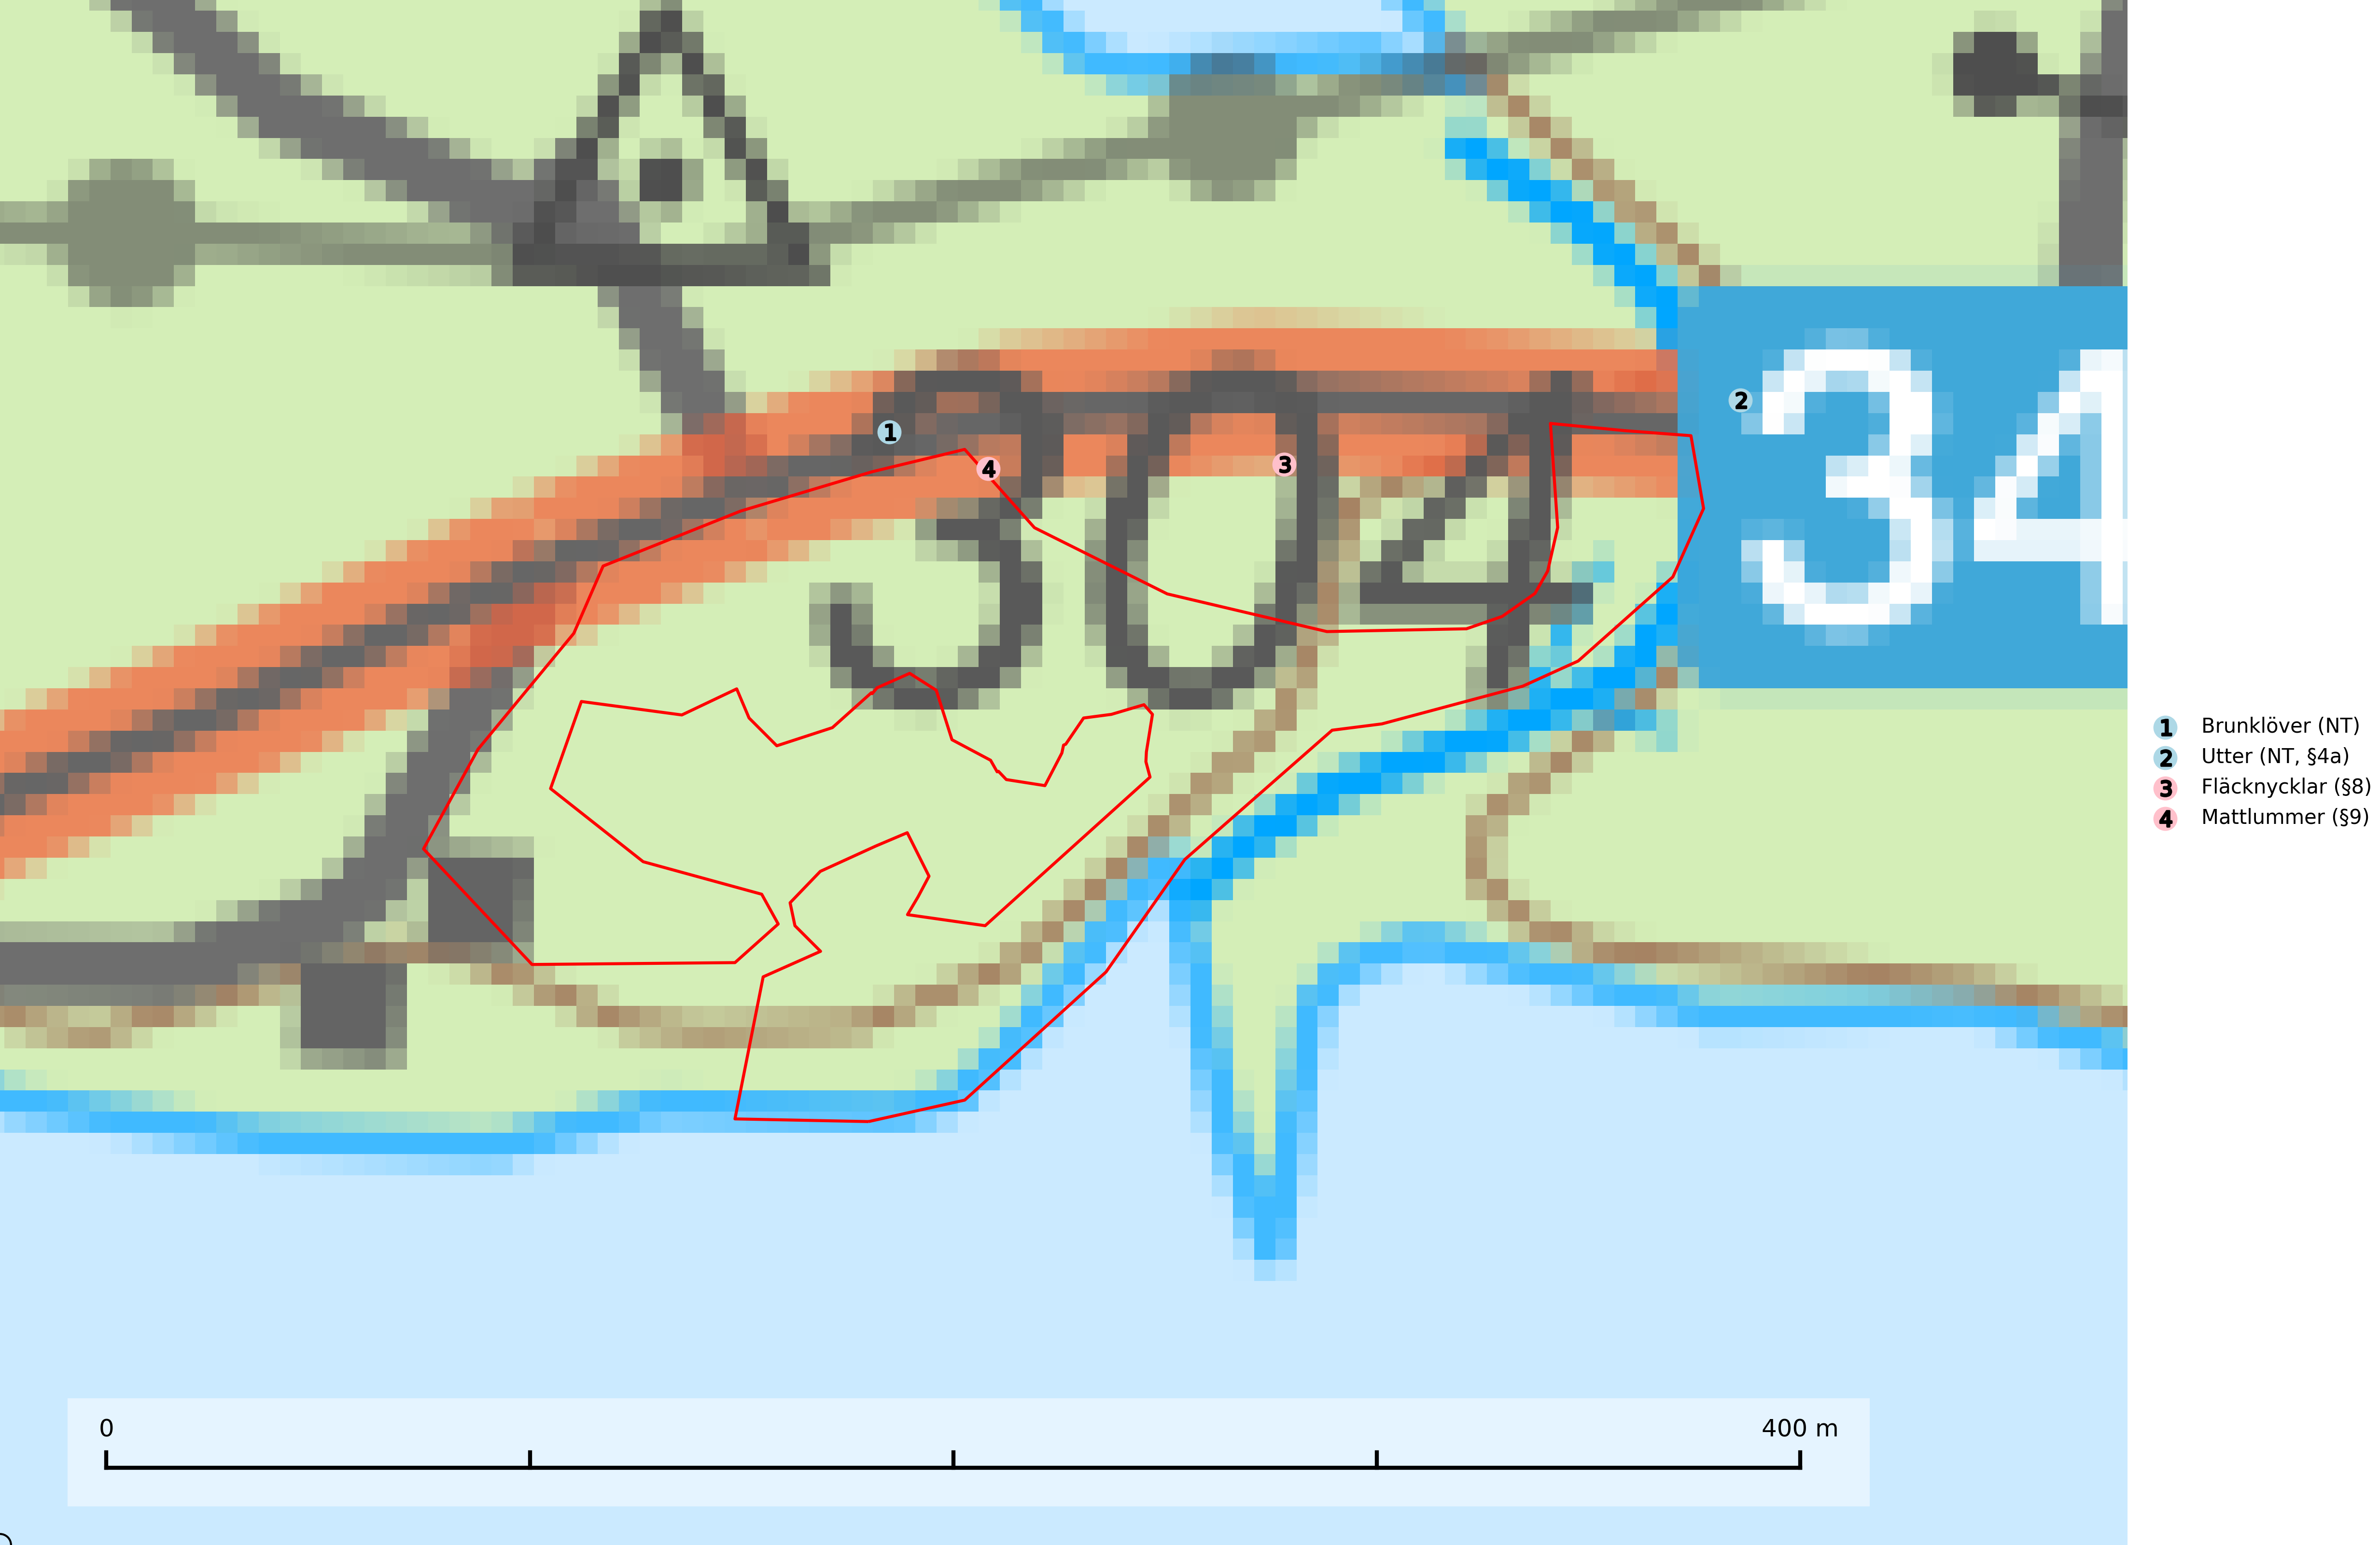 304
34
1
2
3
4
1 Brunklöver (NT)
2 Utter (NT, §4a)
3 Fläcknycklar (§8)
4 Mattlummer (§9)
0 400 m